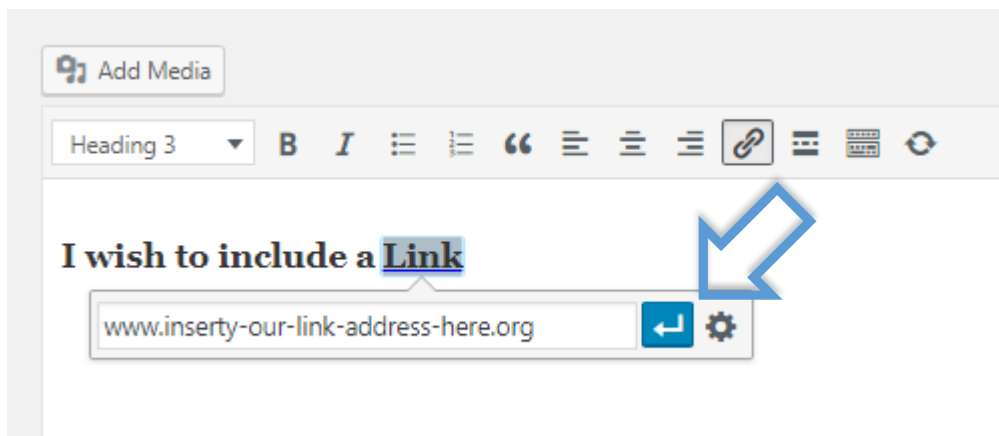 Add Media
Heading 3 B I
I wish to include a Link
www.inserty-our-link-address-here.org